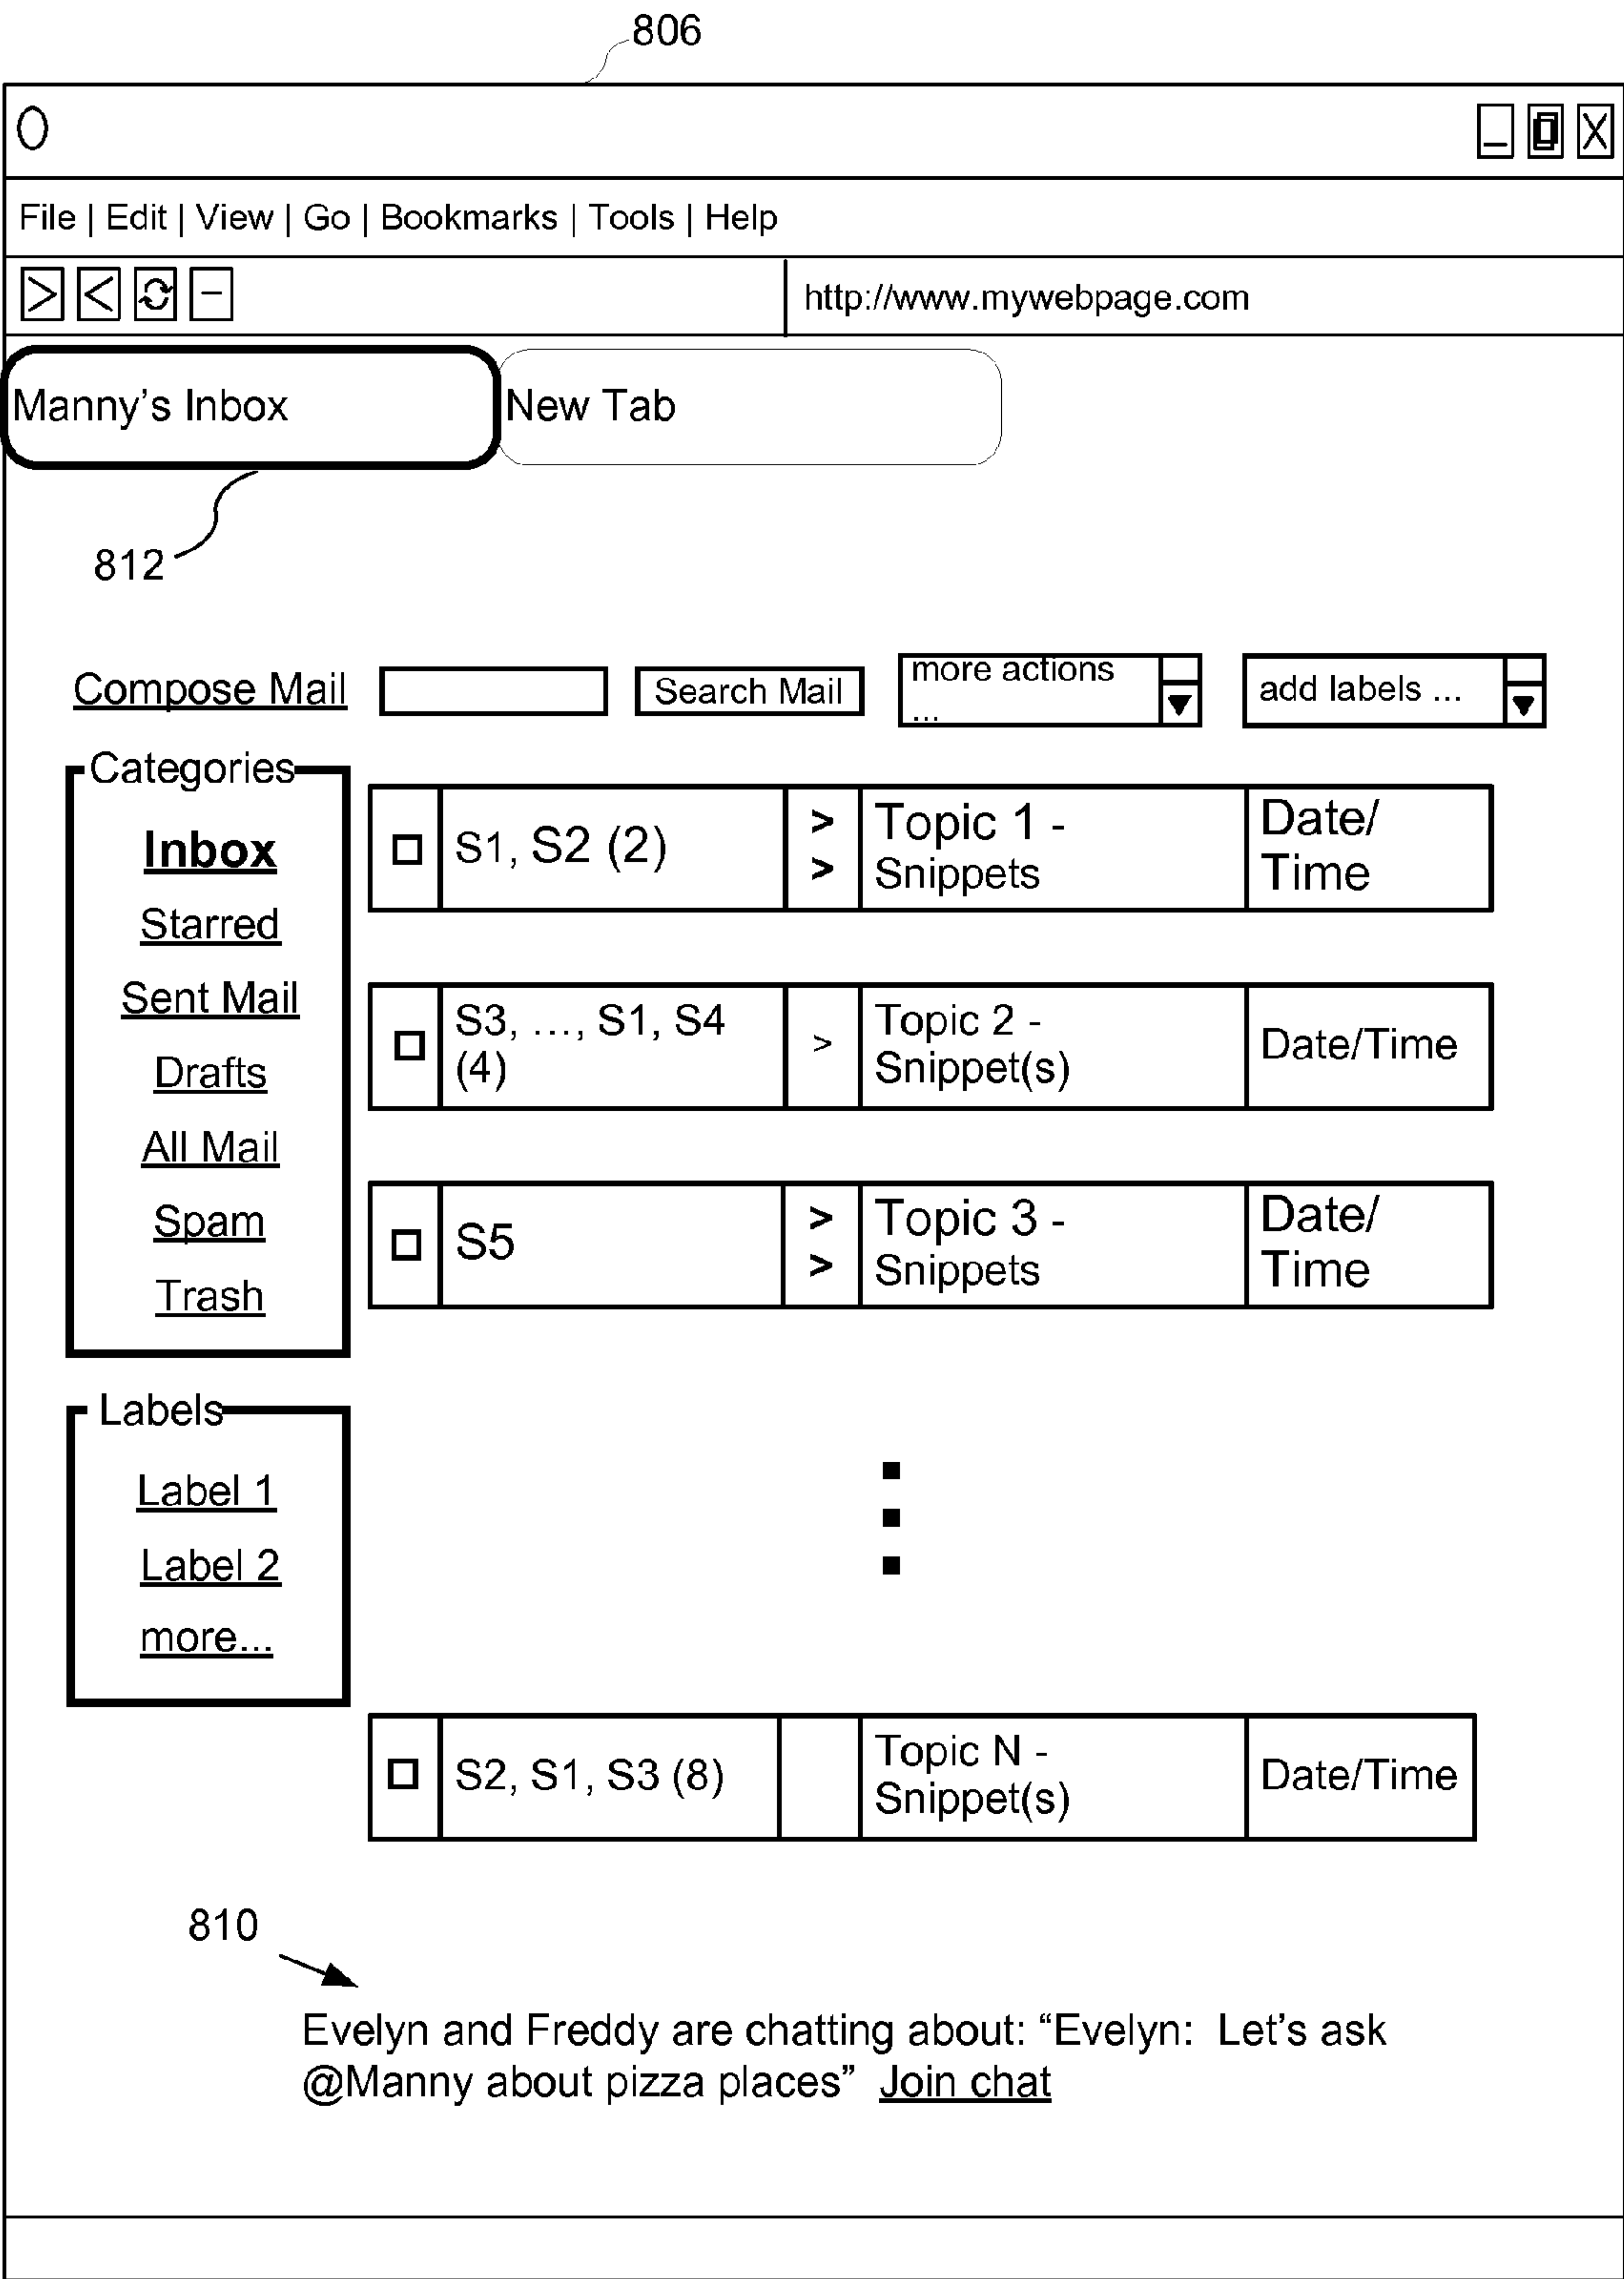 806
File | Edit | View | Go | Bookmarks | Tools | Help
http://www.mywebpage.com
Manny's Inbox
New Tab
812
Compose Mail
Search Mail
more actions
...
add labels ...
Categories
Inbox
Starred
Sent Mail
Drafts
All Mail
Spam
Trash
S1, S2 (2)
>
>
Topic 1 -
Snippets
Date/
Time
S3, ..., S1, S4
(4)
>
Topic 2 -
Snippet(s)
Date/Time
S5
>
>
Topic 3 -
Snippets
Date/
Time
Labels
Label 1
Label 2
more...
S2, S1, S3 (8)
Topic N -
Snippet(s)
Date/Time
810
Evelyn and Freddy are chatting about: “Evelyn:  Let’s ask
@Manny about pizza places”  Join chat